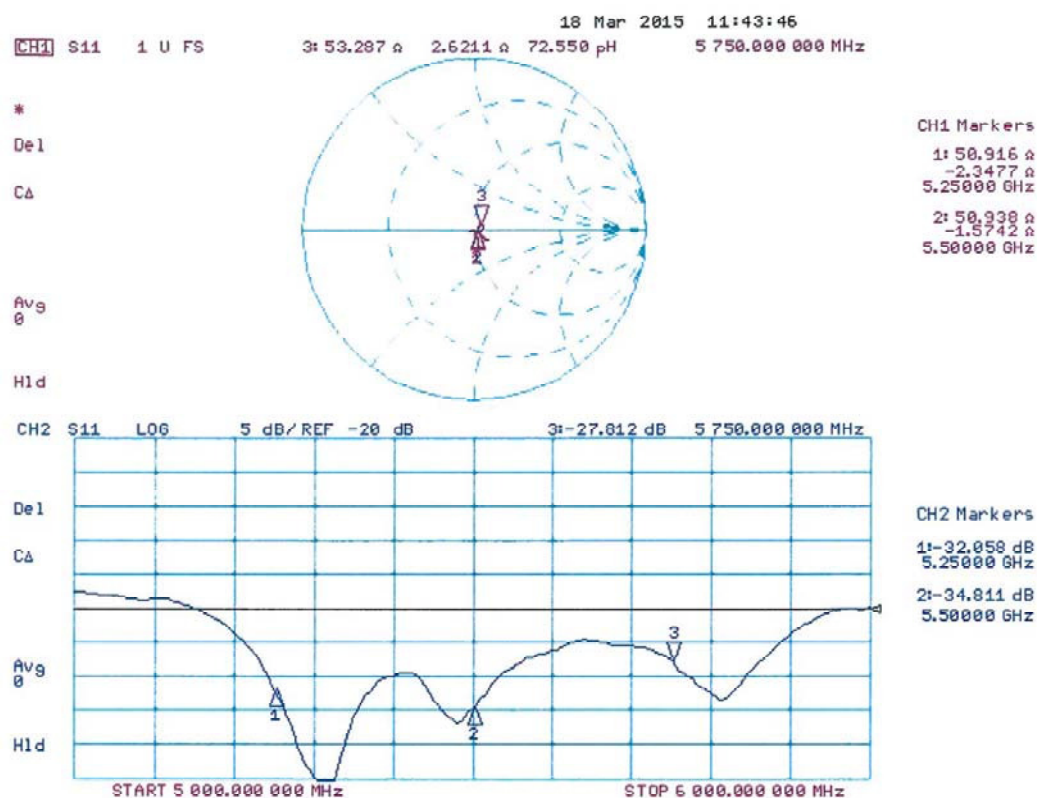 18 Mar 2015 11:43:46
CH1 S11 1 U FS 3: 53.287 Ω 2.6211 Ω 72.550 pH 5 750.000 000 MHz
*
Del
CΔ
Avg
0
Hld
3
1
2
CH1 Markers
1: 50.916 Ω
-2.3477 Ω
5.25000 GHz
2: 50.938 Ω
-1.5742 Ω
5.50000 GHz
CH2 S11 LOG 5 dB/REF -20 dB 3:-27.812 dB 5 750.000 000 MHz
Del
CΔ
Avg
0
Hld
1
2
3
CH2 Markers
1:-32.058 dB
5.25000 GHz
2:-34.811 dB
5.50000 GHz
START 5 000.000 000 MHz STOP 6 000.000 000 MHz